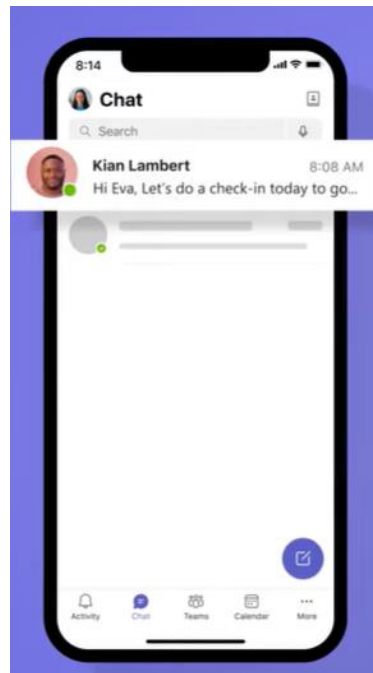 8:14
Chat
Search
Kian Lambert 8:08 AM
Hi Eva, Let's do a check-in today to go...
Activity Chat Teams Calendar More